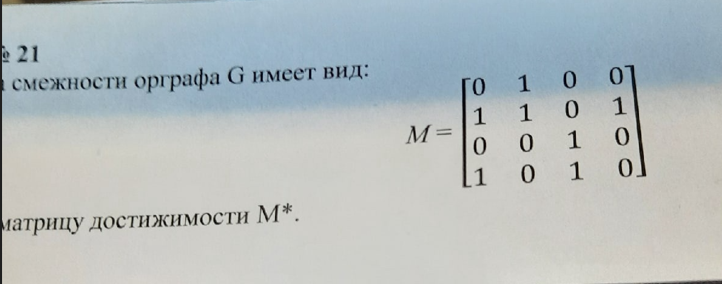 № 21
смежности орграфа G имеет вид:
M =
0 1 0 0
1 1 0 1
0 0 1 0
1 0 1 0
матрицу достижимости M*.